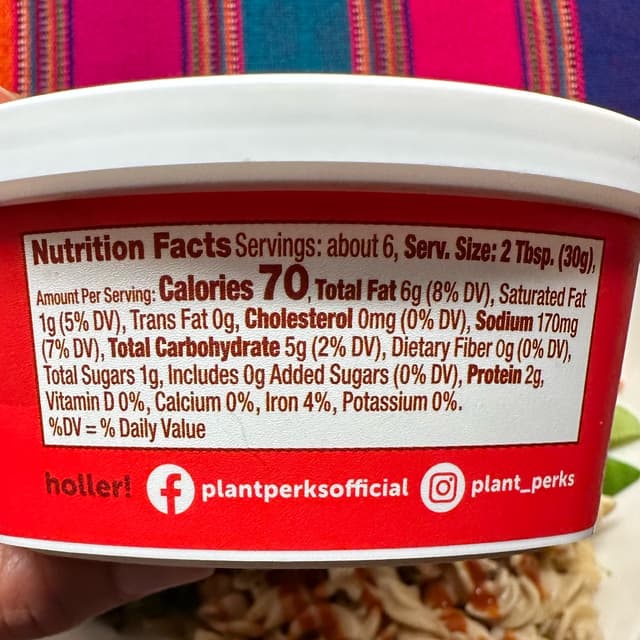 Nutrition Facts Servings: about 6, Serv. Size: 2 Tbsp. (30g),
Amount Per Serving: Calories 70, Total Fat 6g (8% DV), Saturated Fat
1g (5% DV), Trans Fat 0g, Cholesterol 0mg (0% DV), Sodium 170mg
(7% DV), Total Carbohydrate 5g (2% DV), Dietary Fiber 0g (0% DV),
Total Sugars 1g, Includes 0g Added Sugars (0% DV), Protein 2g,
Vitamin D 0%, Calcium 0%, Iron 4%, Potassium 0%.
%DV = % Daily Value
holler! plantperksofficial plant_perks